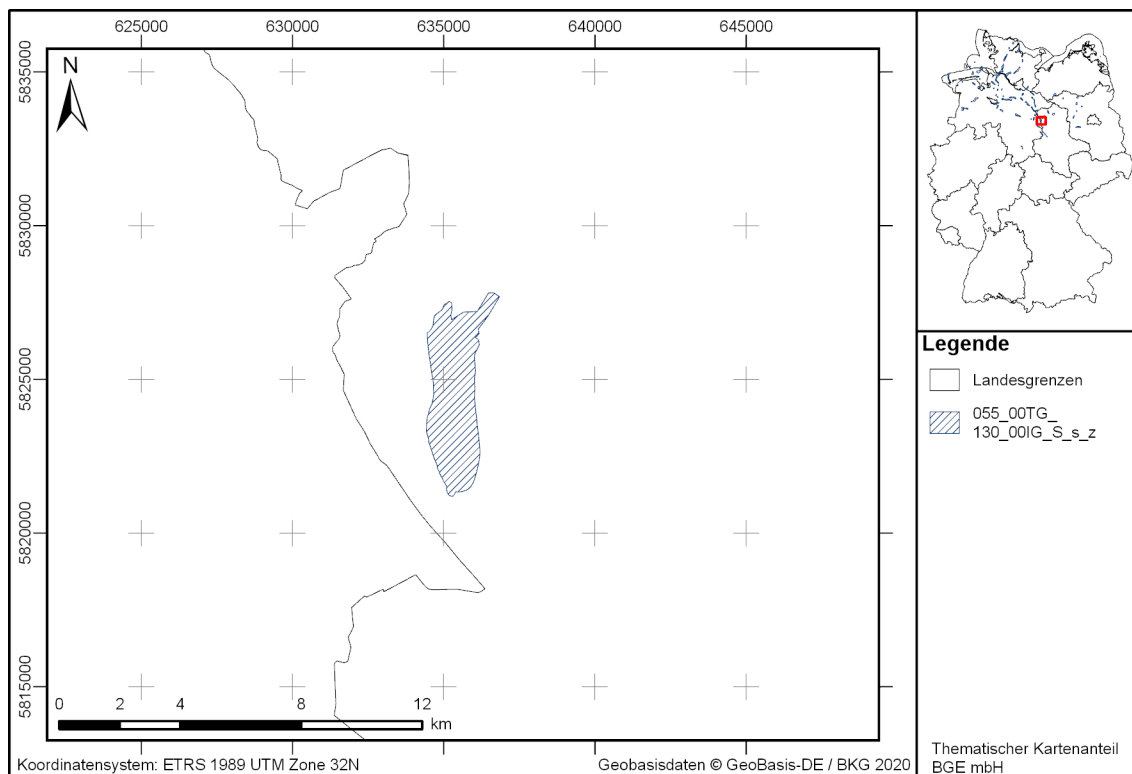 625000 630000 635000 640000 645000
N
5835000
5830000
5825000
5820000
5815000
0 2 4 8 12
km
Koordinatensystem: ETRS 1989 UTM Zone 32N
Geobasisdaten © GeoBasis-DE / BKG 2020
Legende
Landesgrenzen
055_00TG_
130_00IG_S_s_z
Thematischer Kartenanteil
BGE mbH